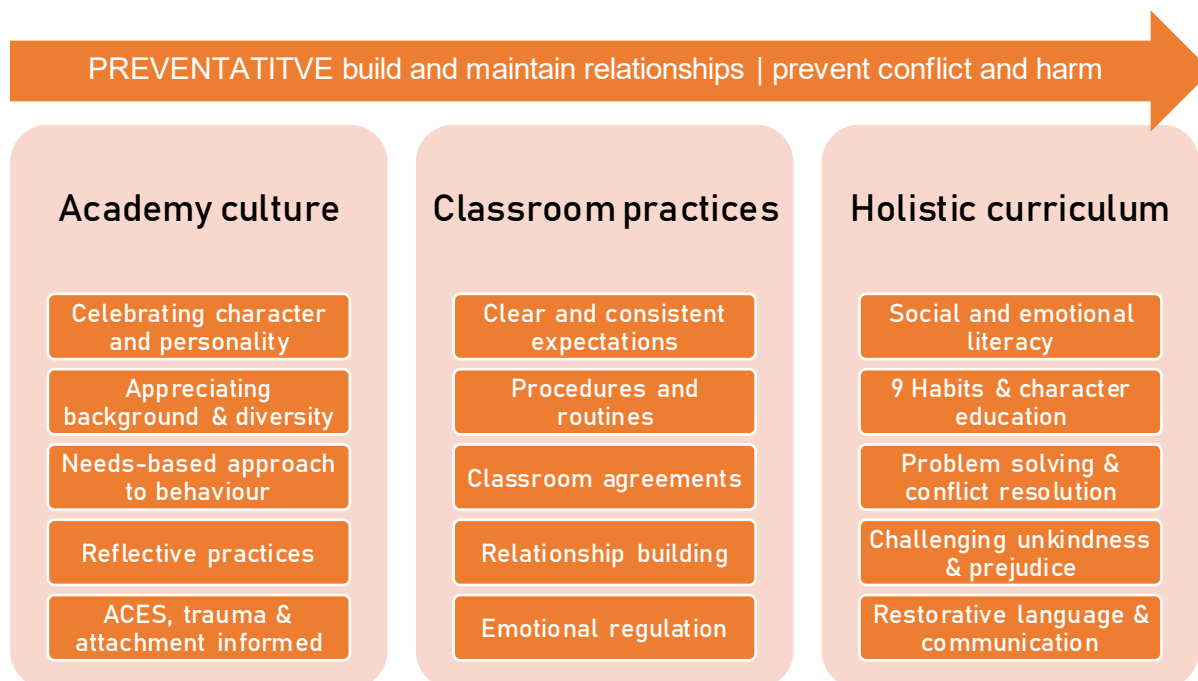 PREVENTATITVE build and maintain relationships | prevent conflict and harm
Academy culture
Celebrating character
and personality
Appreciating
background & diversity
Needs-based approach
to behaviour
Reflective practices
ACES, trauma &
attachment informed
Classroom practices
Clear and consistent
expectations
Procedures and
routines
Classroom agreements
Relationship building
Emotional regulation
Holistic curriculum
Social and emotional
literacy
9 Habits & character
education
Problem solving &
conflict resolution
Challenging unkindness
& prejudice
Restorative language &
communication